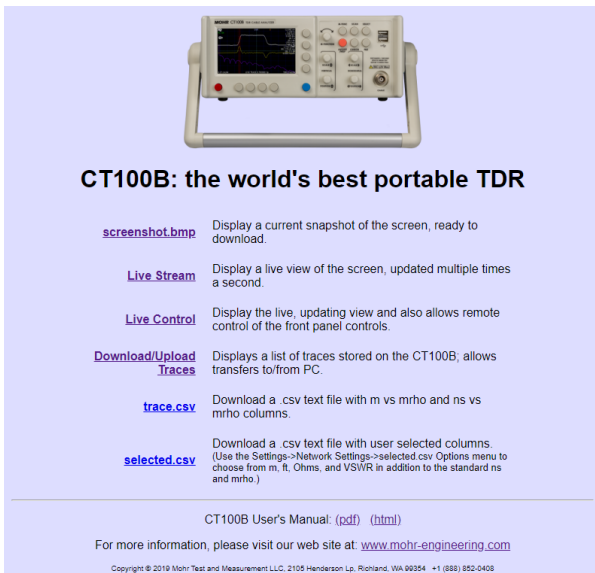 MOHR CT100B
CT100B: the world's best portable TDR
screenshot.bmp
Display a current snapshot of the screen, ready to
download.
Live Stream
Display a live view of the screen, updated multiple times
a second.
Live Control
Display the live, updating view and also allows remote
control of the front panel controls.
Download/Upload
Traces
Displays a list of traces stored on the CT100B; allows
transfers to/from PC.
trace.csv
Download a .csv text file with m vs mrho and ns vs
mrho columns.
selected.csv
Download a .csv text file with user selected columns.
(Use the Settings->Network Settings->selected.csv Options menu to
choose from m, ft, Ohms, and VSWR in addition to the standard ns
and mrho.)
CT100B User's Manual: (pdf) (html)
For more information, please visit our web site at: www.mohr-engineering.com
Copyright © 2019 Mohr Test and Measurement LLC, 2105 Henderson Lp, Richland, WA 99354 +1 (888) 852-0408